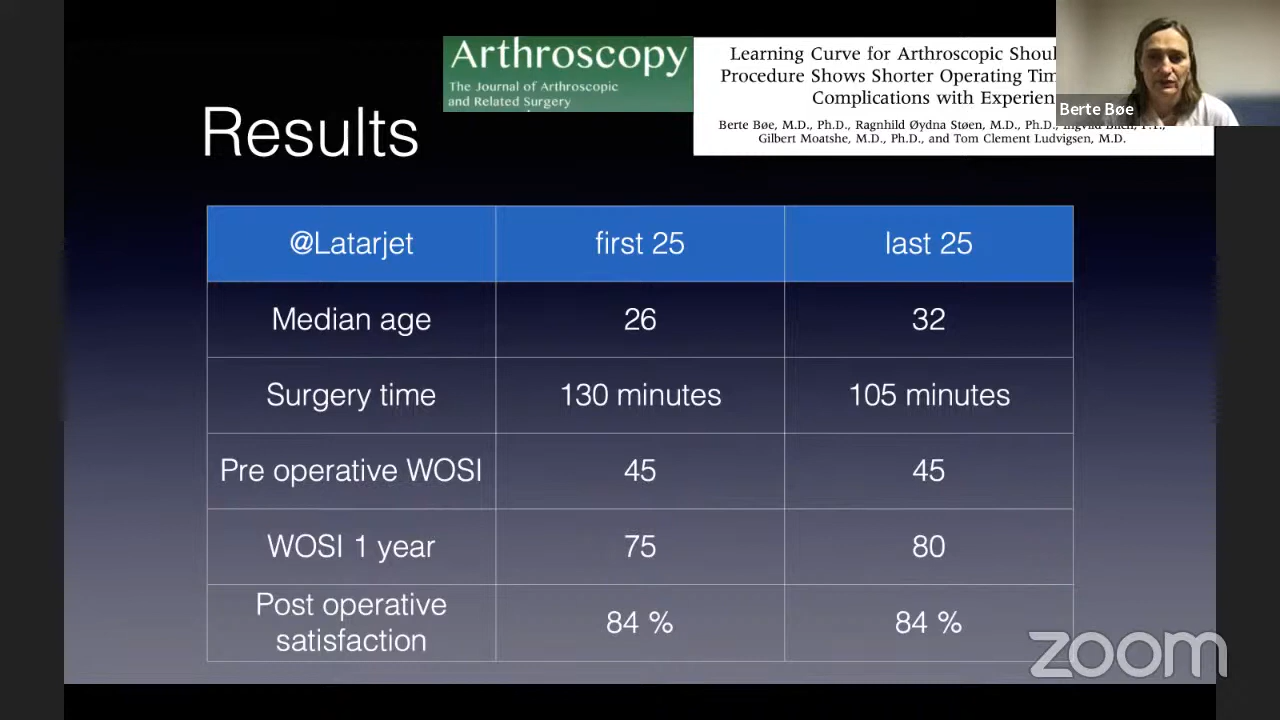 Arthroscopy
The Journal of Arthroscopic
and Related Surgery
Learning Curve for Arthroscopic
Procedure Shows Shorter Operating
Complications with
Berte Bøe, M.D., Ph.D., Ragnhild Øydna Støen, M.D., Ph.D.,
Gilbert Moatshe, M.D., Ph.D., and Tom Clement Ludvigsen, M.D.
Berte Bøe
Results
@Latarjet first 25 last 25
Median age 26 32
Surgery time 130 minutes 105 minutes
Pre operative WOSI 45 45
WOSI 1 year 75 80
Post operative
satisfaction 84 % 84 %
zoom